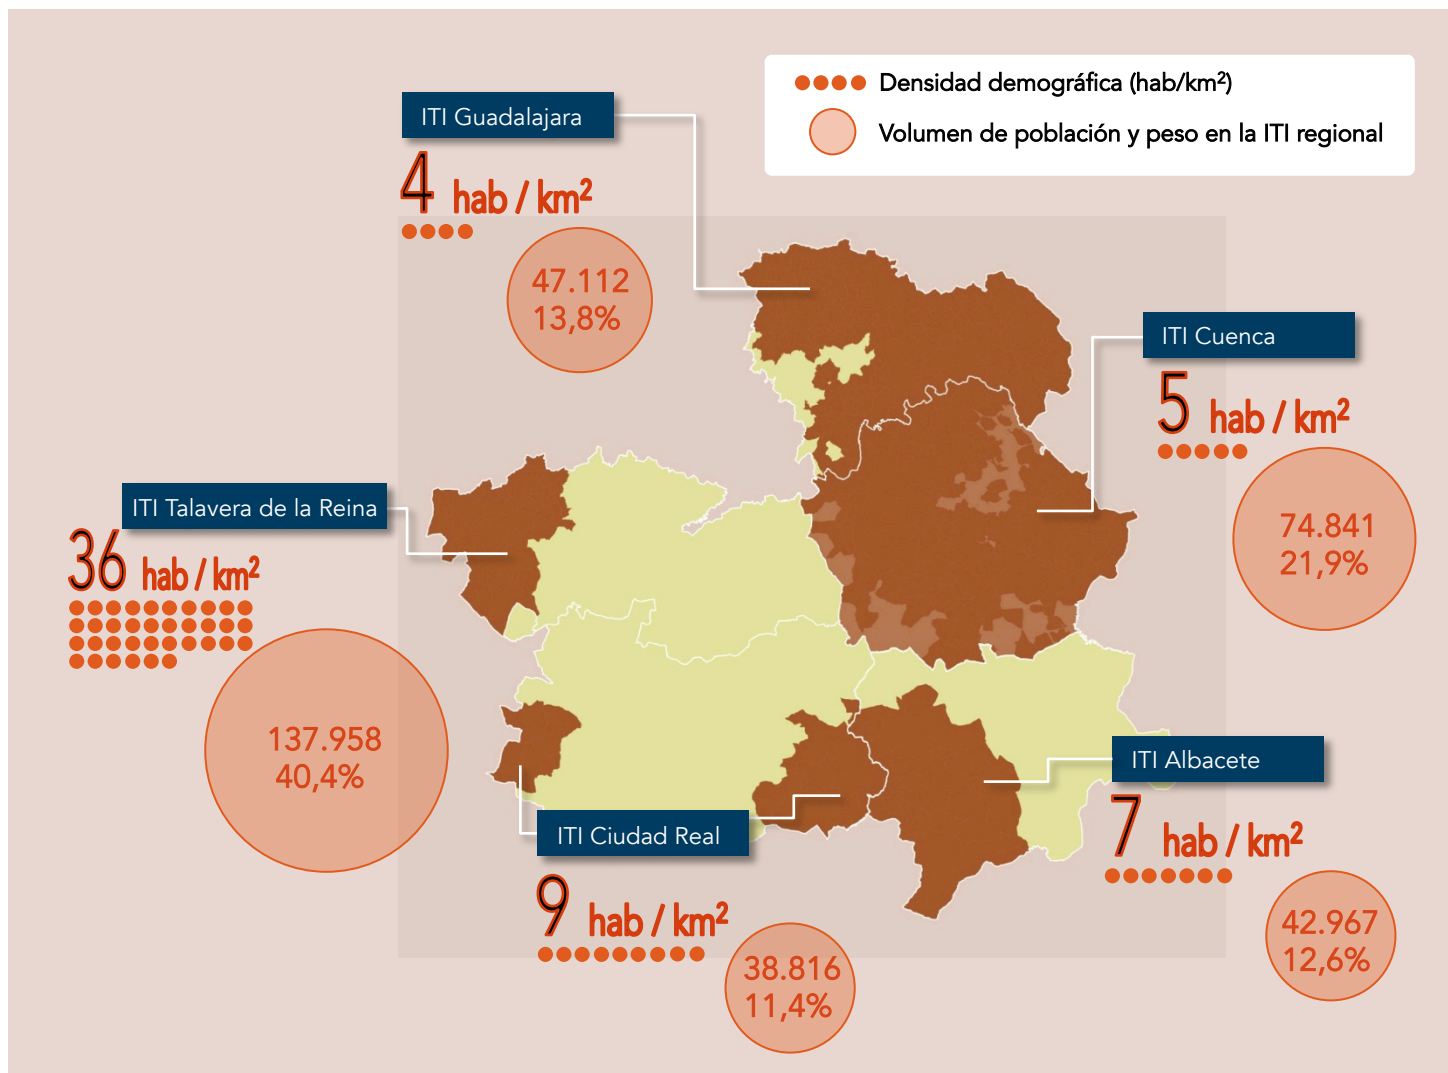 Densidad demográfica (hab/km²)
Volumen de población y peso en la ITI regional
ITI Guadalajara
4 hab / km²
47.112
13,8%
ITI Cuenca
5 hab / km²
74.841
21,9%
ITI Talavera de la Reina
36 hab / km²
137.958
40,4%
ITI Albacete
7 hab / km²
42.967
12,6%
ITI Ciudad Real
9 hab / km²
38.816
11,4%